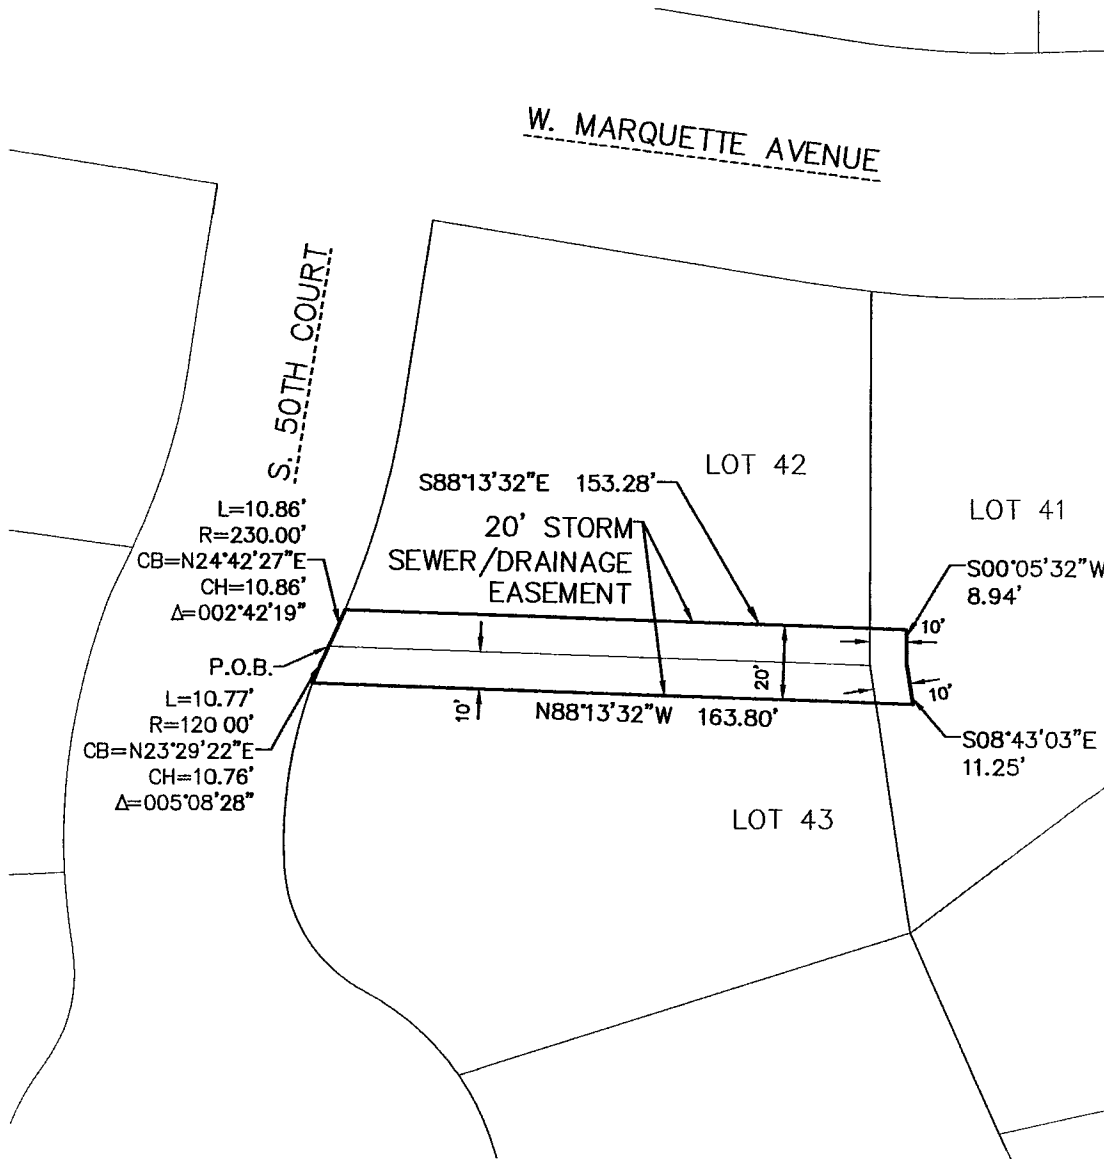 W. MARQUETTE AVENUE
S. 50TH COURT
LOT 42
S88°13'32"E 153.28'
LOT 41
L=10.86'
R=230.00'
CB=N24°42'27"E
CH=10.86'
Δ=002°42'19"
20' STORM
SEWER/DRAINAGE
EASEMENT
S00°05'32"W
8.94'
10'
P.O.B.
20'
10'
L=10.77'
R=120 00'
CB=N23°29'22"E
CH=10.76'
Δ=005°08'28"
10'
N88°13'32"W 163.80'
S08°43'03"E
11.25'
LOT 43